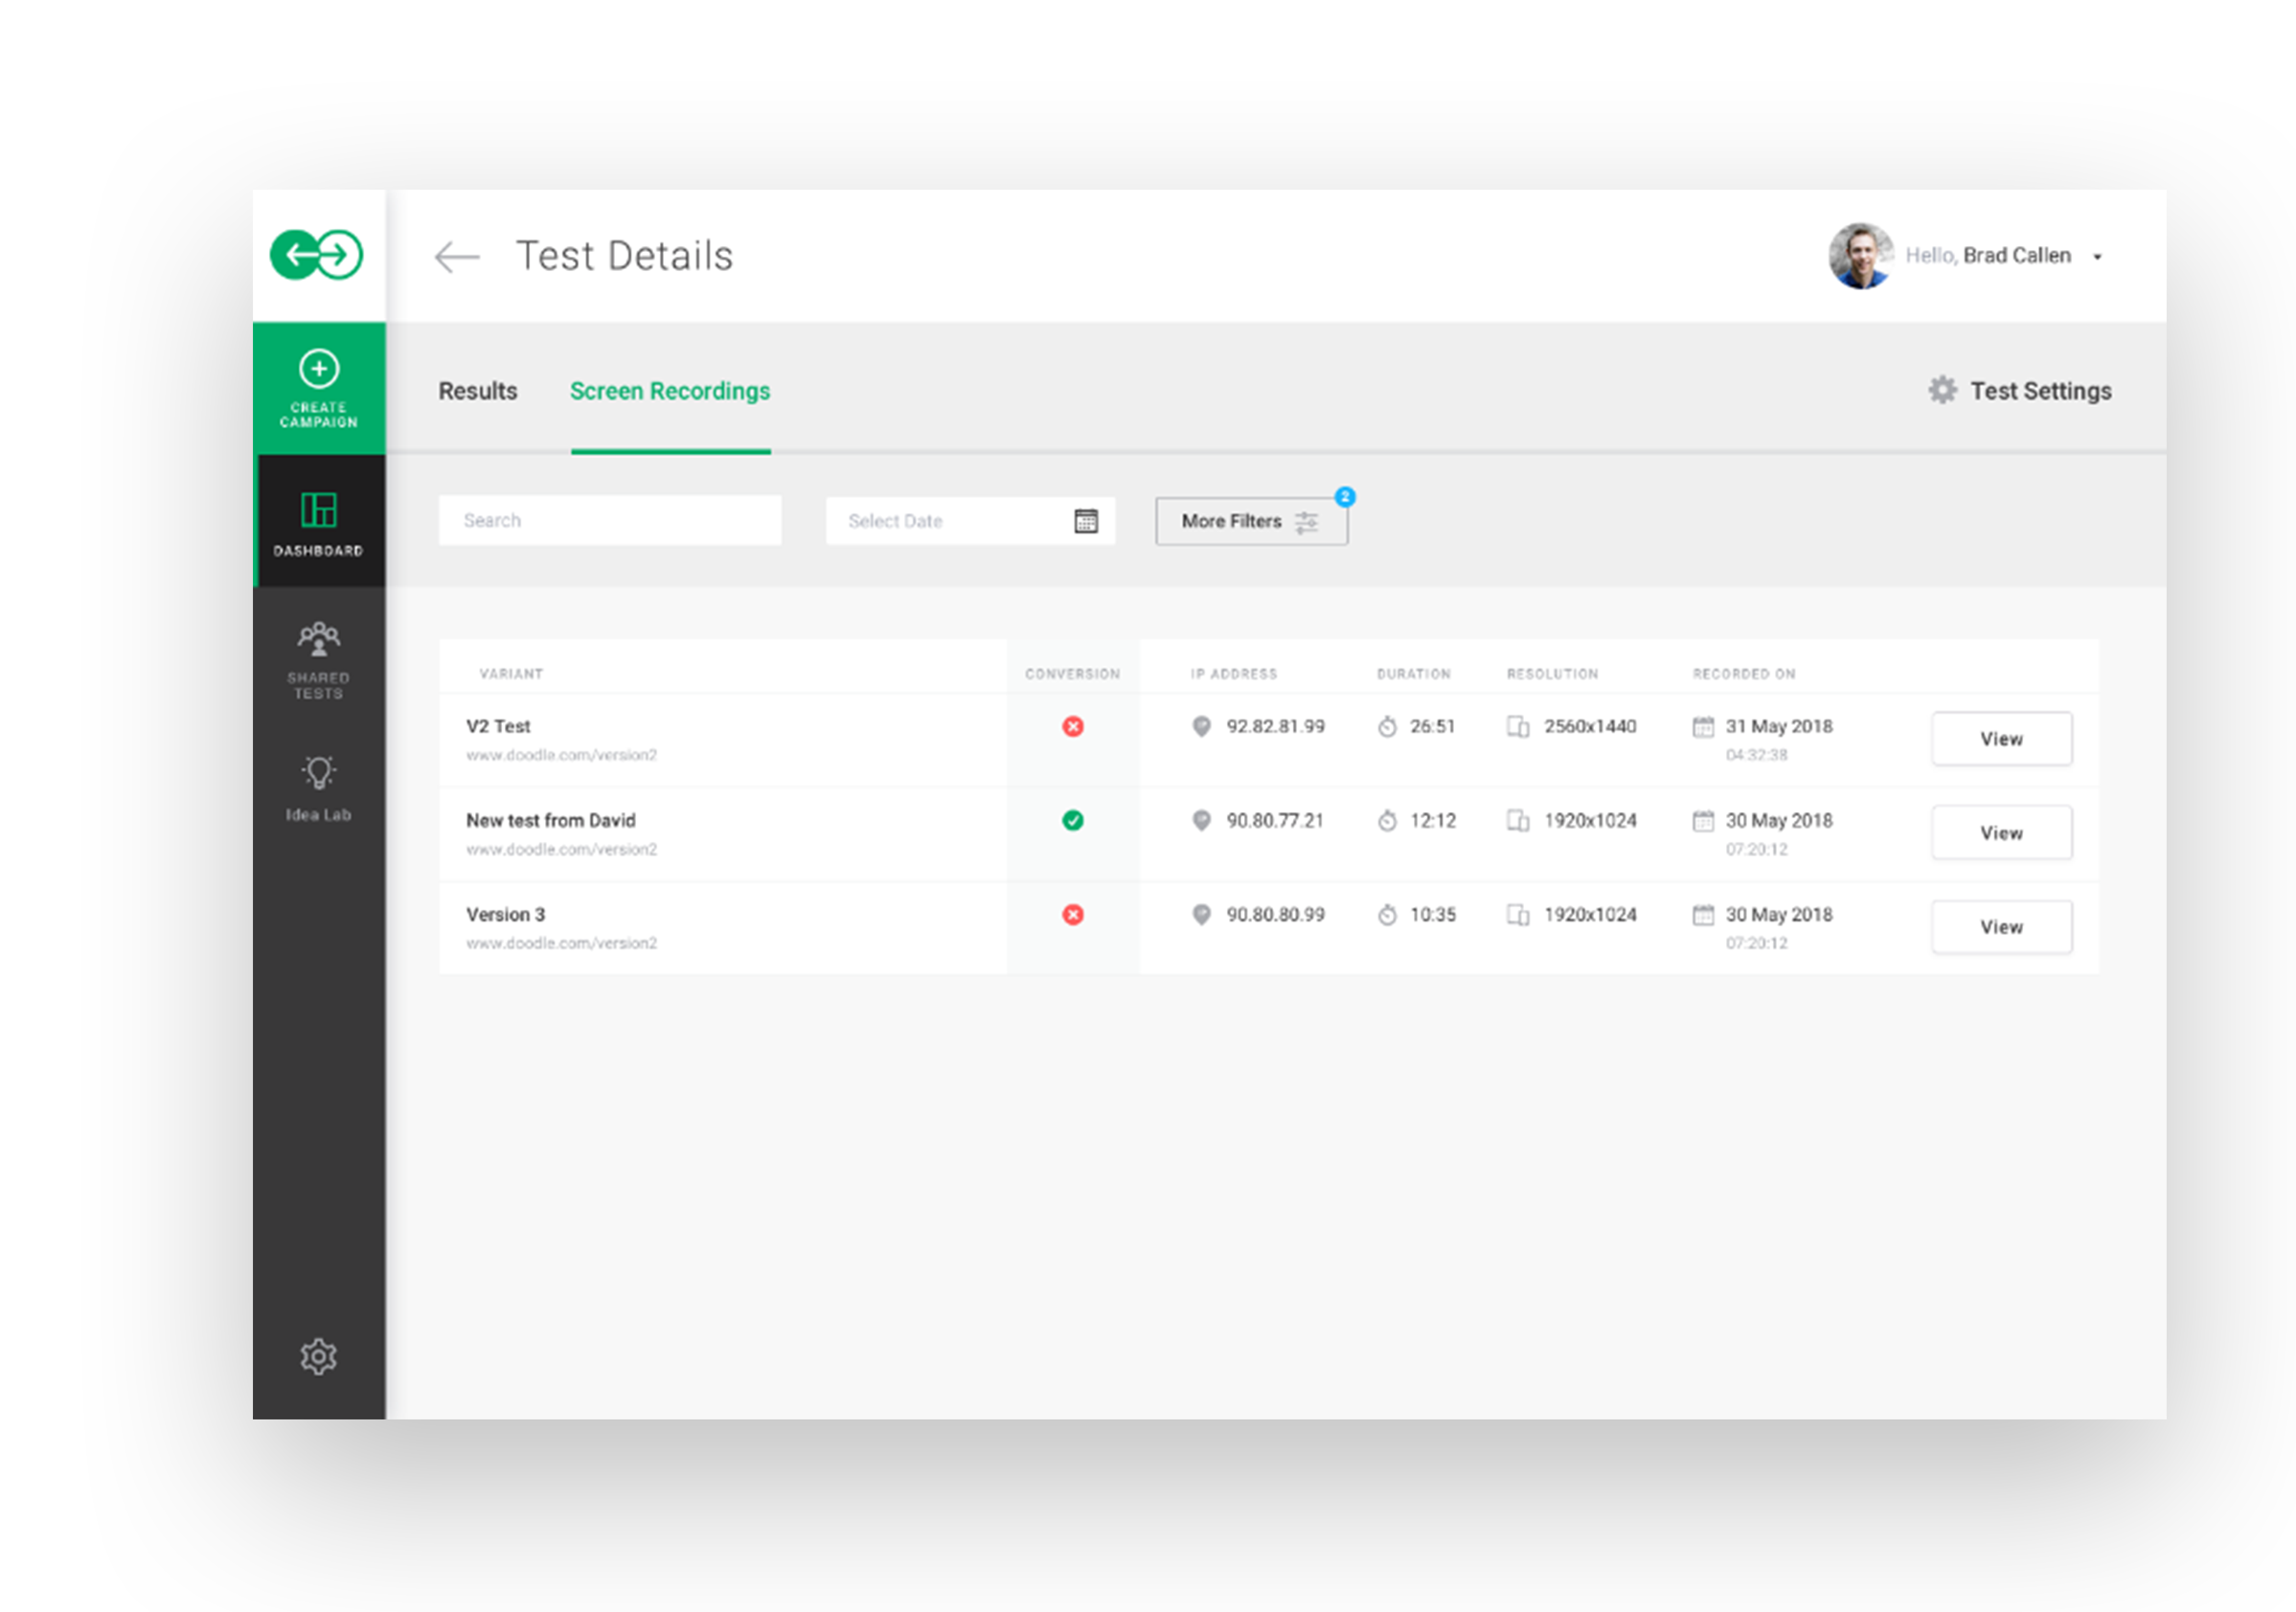 Test Details
Hello, Brad Callen
CREATE
CAMPAIGN
Results
Screen Recordings
Test Settings
DASHBOARD
Search
Select Date
More Filters
2
SHARED
TESTS
Idea Lab
VARIANT
CONVERSION
IP ADDRESS
DURATION
RESOLUTION
RECORDED ON
V2 Test
www.doodle.com/version2
92.82.81.99
26:51
2560x1440
31 May 2018
04:32:38
View
New test from David
www.doodle.com/version2
90.80.77.21
12:12
1920x1024
30 May 2018
07:20:12
View
Version 3
www.doodle.com/version2
90.80.80.99
10:35
1920x1024
30 May 2018
07:20:12
View